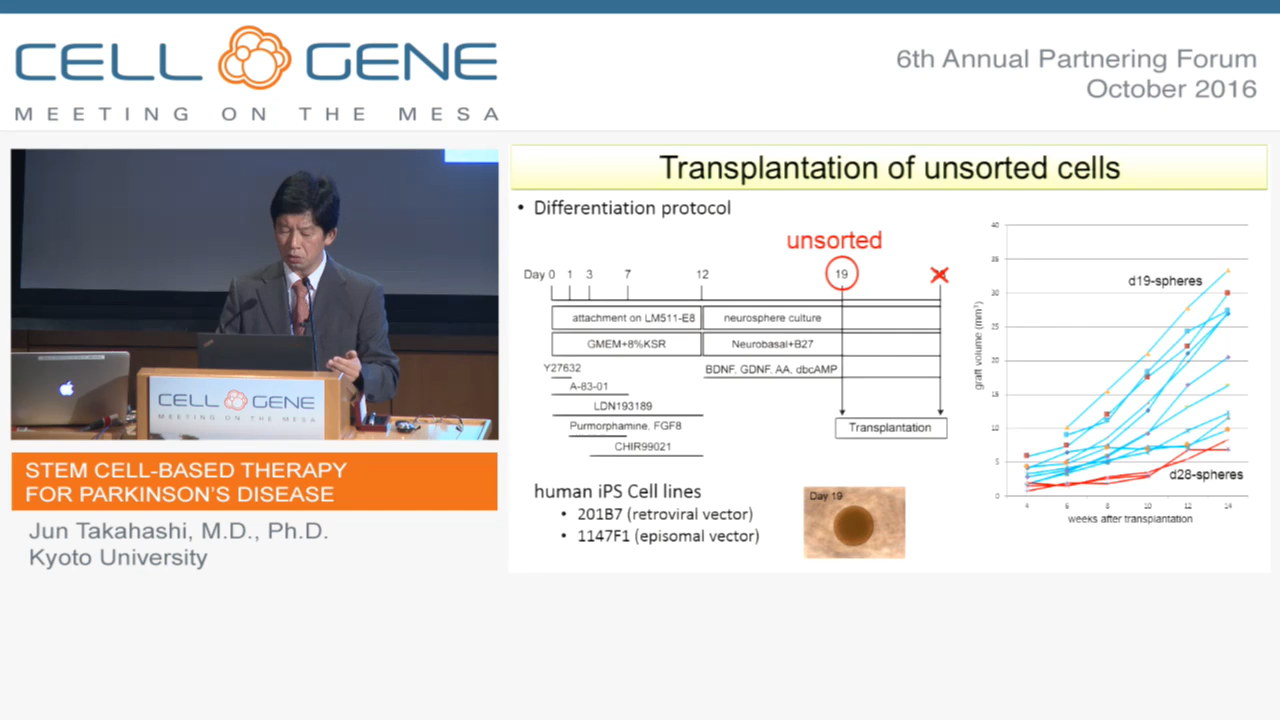 CELL GENE
MEETING ON THE MESA
6th Annual Partnering Forum
October 2016
CELL GENE
MEETING ON THE MESA
STEM CELL-BASED THERAPY
FOR PARKINSON'S DISEASE
Jun Takahashi, M.D., Ph.D.
Kyoto University
Transplantation of unsorted cells
• Differentiation protocol
unsorted
Day 0 1 3 7 12 19
attachment on LM511-E8 neurosphere culture
GMEM+8%KSR Neurobasal+B27
Y27632
BDNF, GDNF, AA, dbcAMP
A-83-01
LDN193189
Purmorphamine, FGF8
CHIR99021
Transplantation
human iPS Cell lines
• 201B7 (retroviral vector)
• 1147F1 (episomal vector)
Day 19
graft volume (mm³)
40
35
30
25
20
15
10
5
0
d19-spheres
d28-spheres
4 6 8 10 12 14
weeks after transplantation